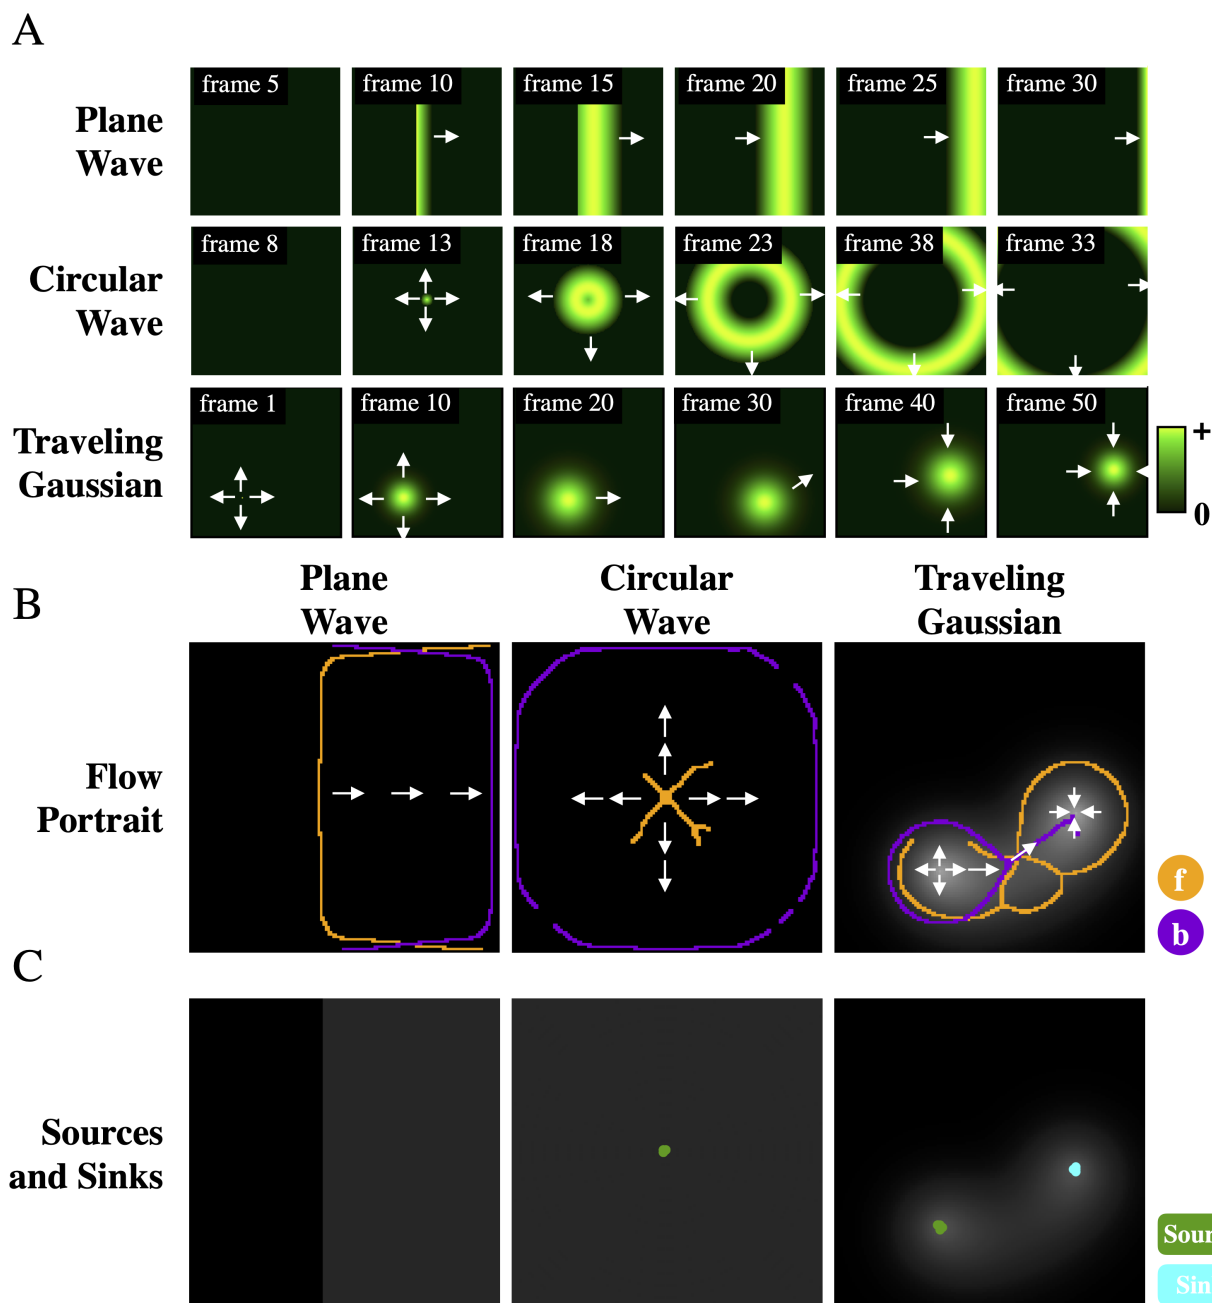 A
Plane
Wave
frame 5
frame 10
frame 15
frame 20
frame 25
frame 30
Circular
Wave
frame 8
frame 13
frame 18
frame 23
frame 38
frame 33
Traveling
Gaussian
frame 1
frame 10
frame 20
frame 30
frame 40
frame 50
+
0
B
Plane
Wave
Circular
Wave
Traveling
Gaussian
Flow
Portrait
f
b
C
Sources
and Sinks
Sour
Sin